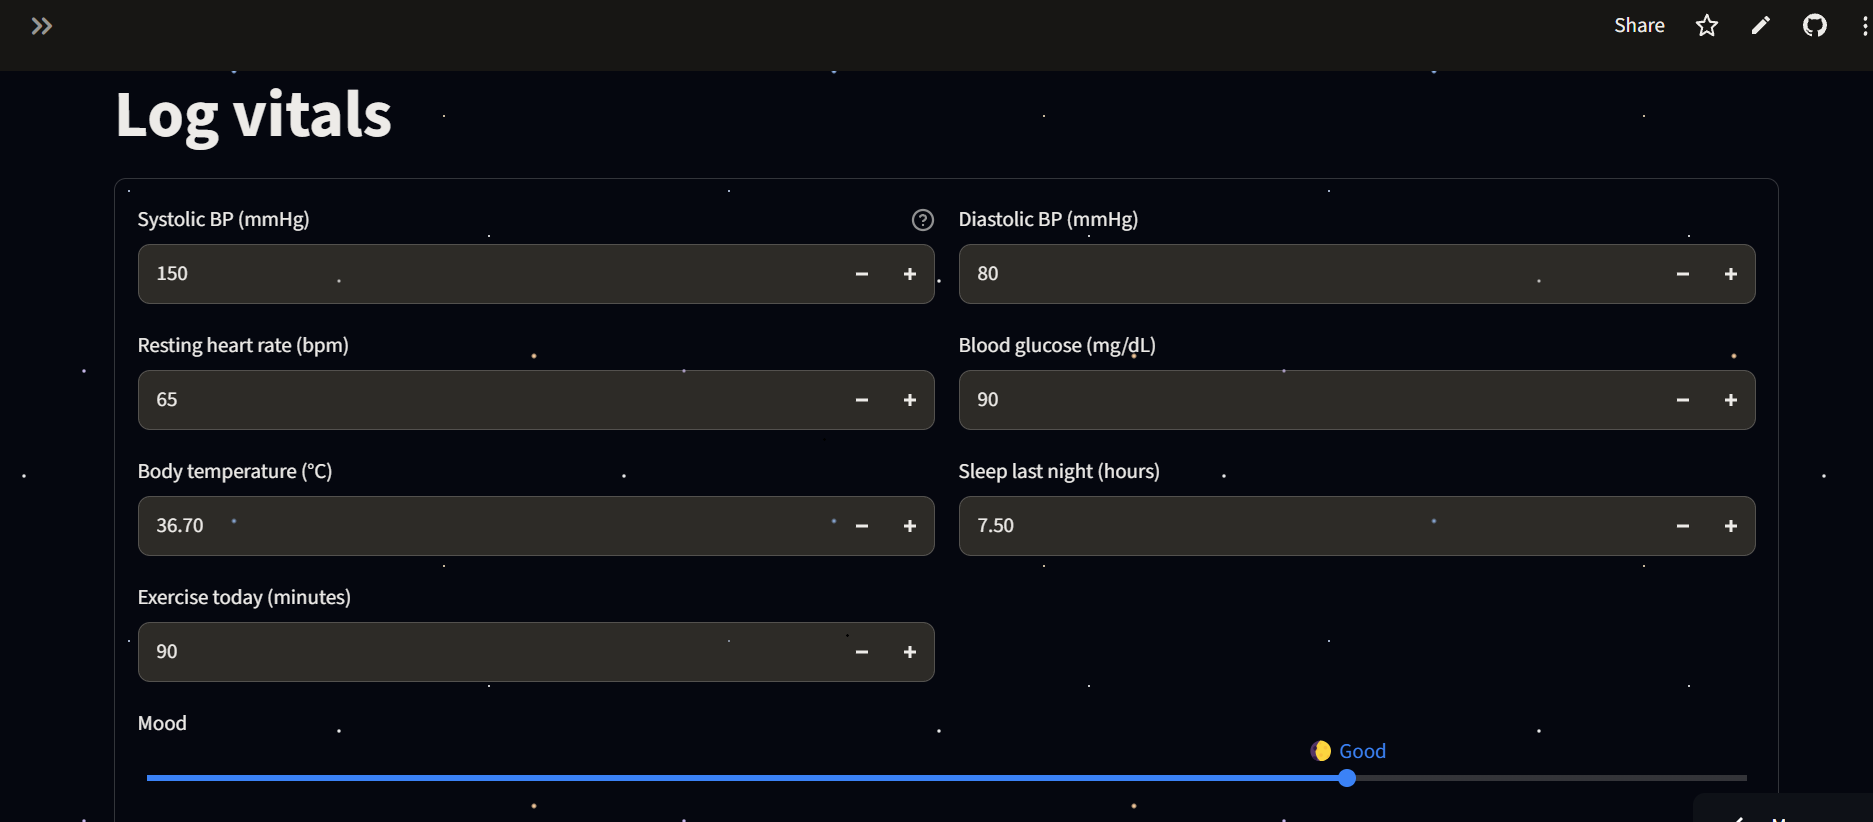 Share
Log vitals
Systolic BP (mmHg)
Diastolic BP (mmHg)
150
80
Resting heart rate (bpm)
Blood glucose (mg/dL)
65
90
Body temperature (°C)
Sleep last night (hours)
36.70
7.50
Exercise today (minutes)
90
Mood
Good